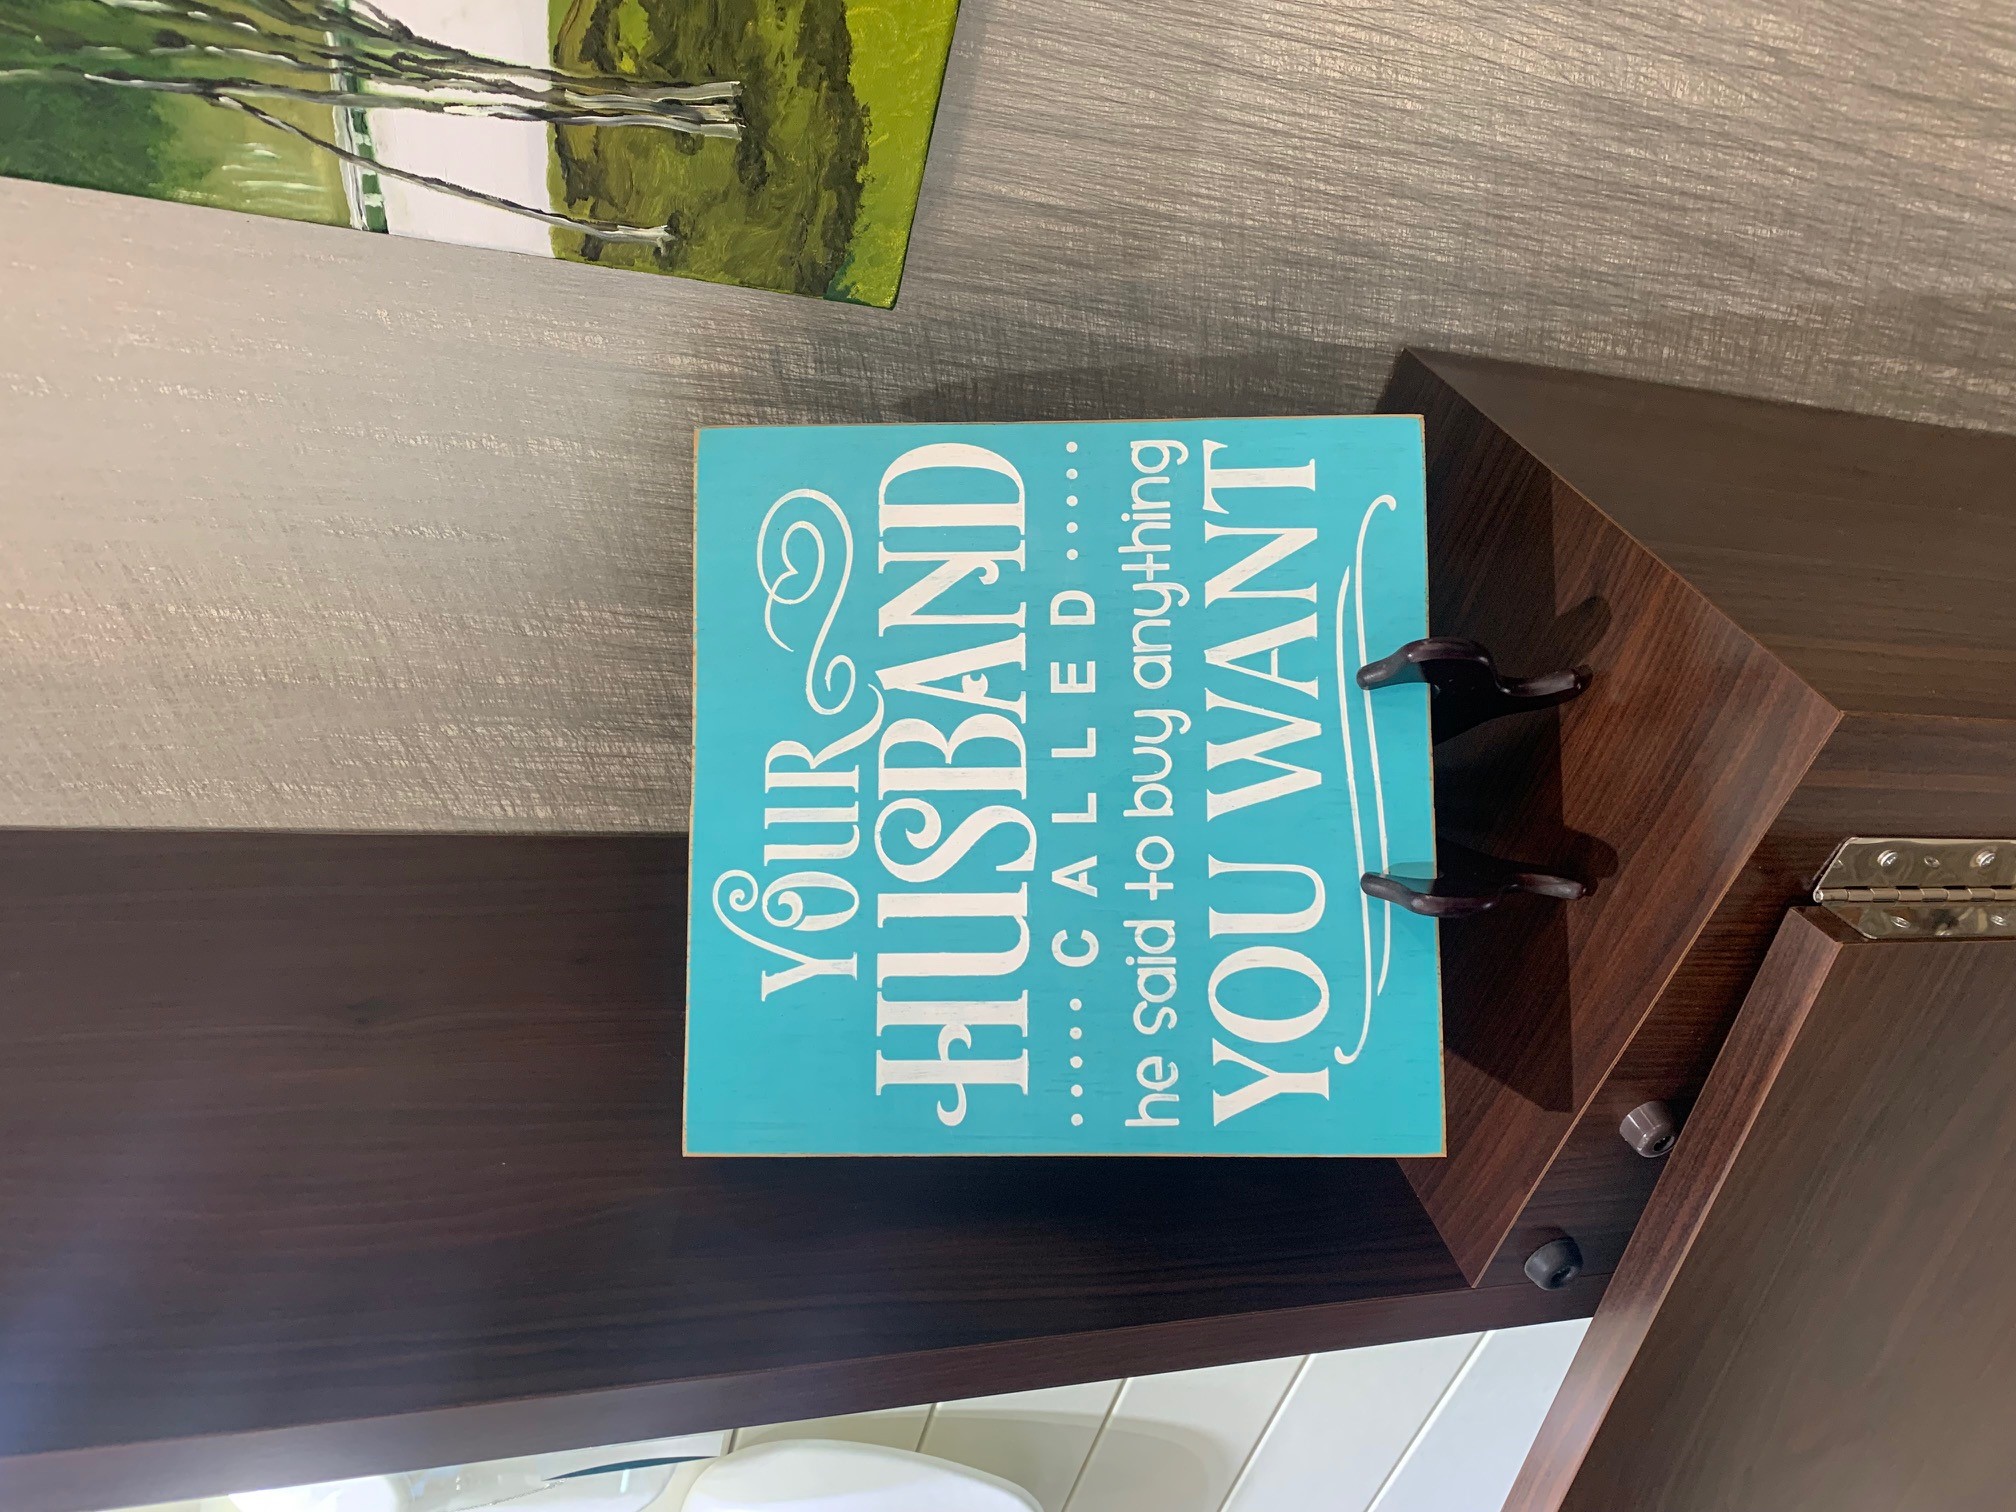 YOUR
HUSBAND
.....CALLED.....
he said to buy anything
YOU WANT